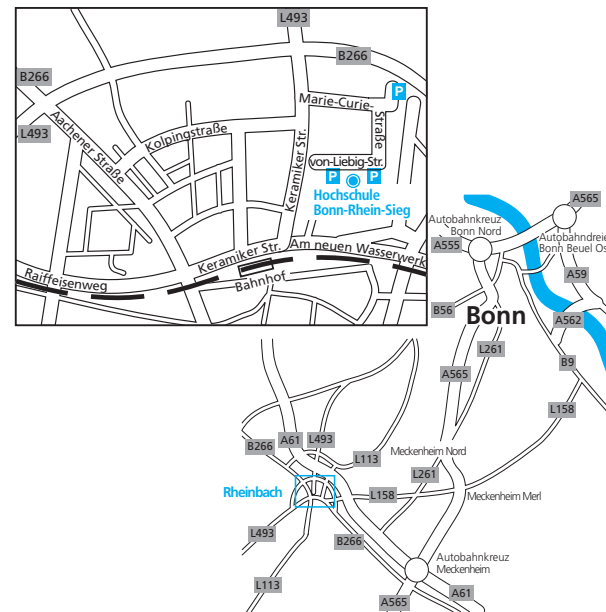 L493
B266
B266
P
Marie-Curie-
Straße
L493
Aachener Straße
Kolpingstraße
Keramiker Str.
von-Liebig-Str.
P
P
Hochschule
Bonn-Rhein-Sieg
Keramiker Str.
Am neuen Wasserwerk
Raiffeisenweg
Bahnhof
A565
Autobahnkreuz
Bonn Nord
A555
Autobahndreie
Bonn Beuel Os
A59
B56
Bonn
A562
L261
B9
A565
L158
A61
L493
B266
L113
Meckenheim Nord
L261
Rheinbach
L158
Meckenheim Merl
L493
B266
Autobahnkreuz
Meckenheim
L113
A565
A61